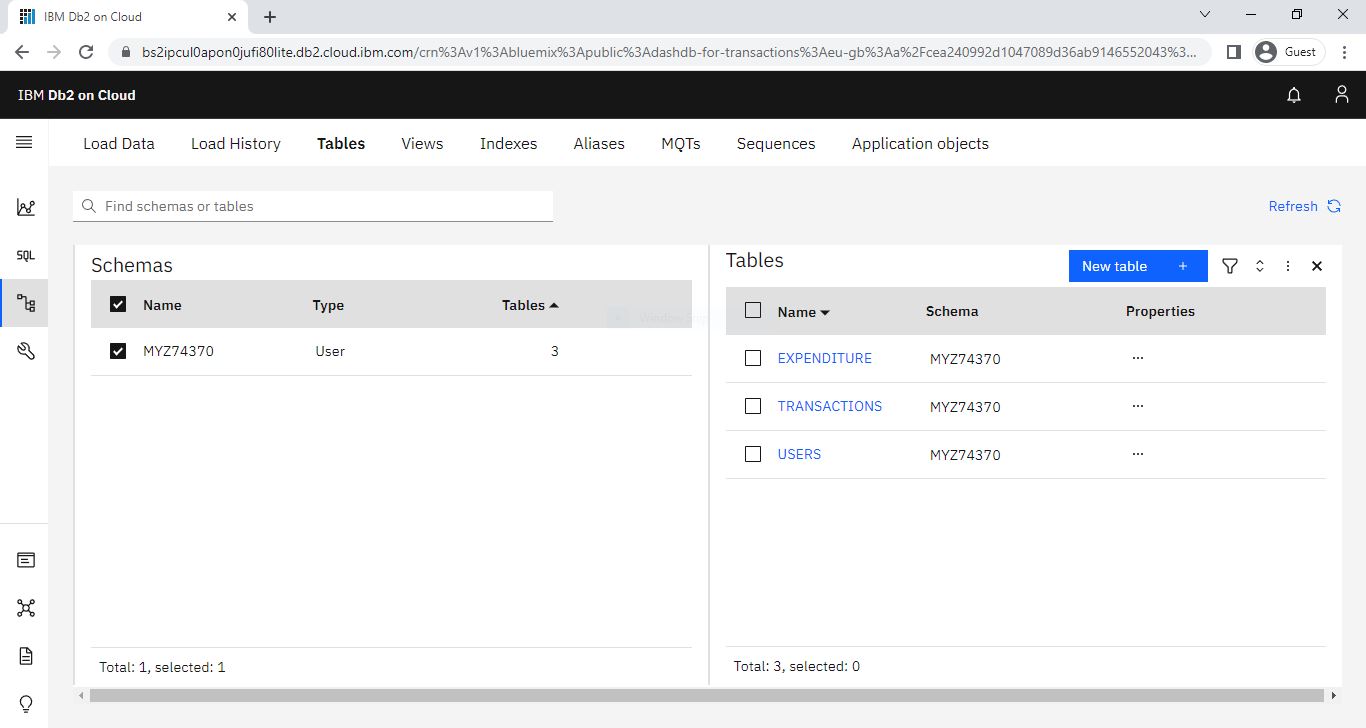 IBM Db2 on Cloud
bs2ipcul0apon0jufi80lite.db2.cloud.ibm.com/crn%3Av1%3Abluemix%3Apublic%3Adashdb-for-transactions%3Aeu-gb%3Aa%2Fcea240992d1047089d36ab9146552043%3...
Guest
IBM Db2 on Cloud
Load Data Load History Tables Views Indexes Aliases MQTs Sequences Application objects
Find schemas or tables
Refresh
SQL
Schemas
Name Type Tables
MYZ74370 User 3
Total: 1, selected: 1
Tables
New table +
Name Schema Properties
EXPENDITURE MYZ74370 ...
TRANSACTIONS MYZ74370 ...
USERS MYZ74370 ...
Total: 3, selected: 0